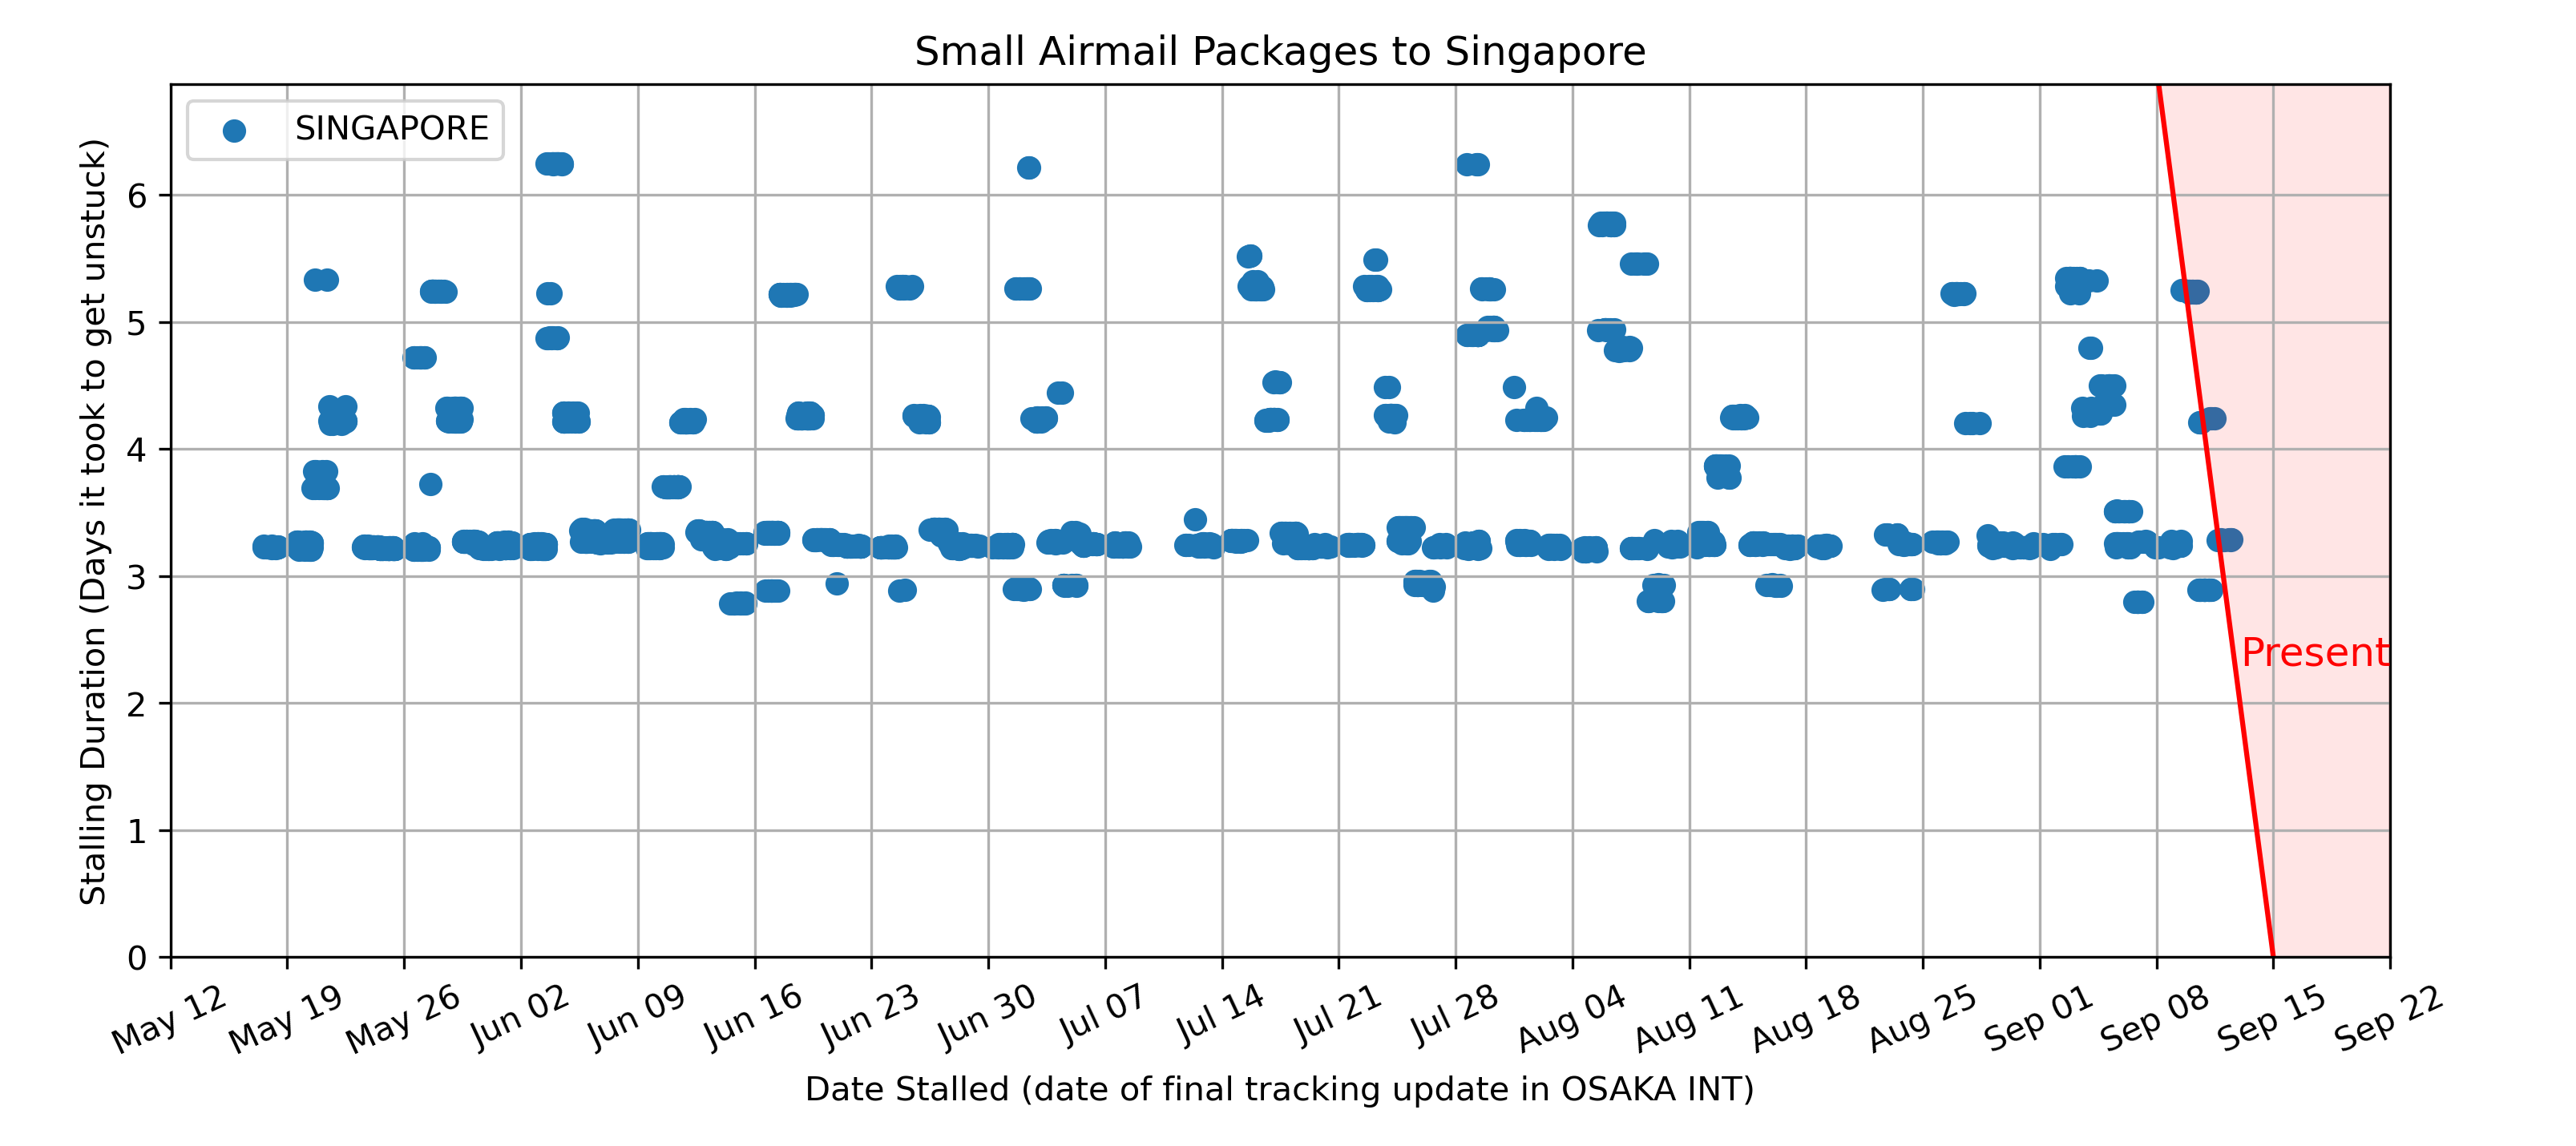 Small Airmail Packages to Singapore
SINGAPORE
Stalling Duration (Days it took to get unstuck)
6
5
4
3
2
1
0
Present
May 12
May 19
May 26
Jun 02
Jun 09
Jun 16
Jun 23
Jun 30
Jul 07
Jul 14
Jul 21
Jul 28
Aug 04
Aug 11
Aug 18
Aug 25
Sep 01
Sep 08
Sep 15
Sep 22
Date Stalled (date of final tracking update in OSAKA INT)